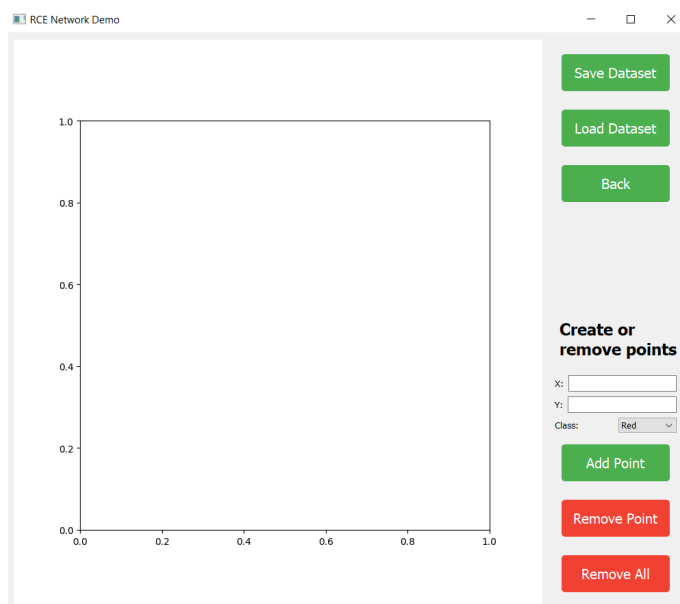 RCE Network Demo
Save Dataset
Load Dataset
Back
1.0
0.8
0.6
0.4
0.2
0.0
0.0 0.2 0.4 0.6 0.8 1.0
Create or
remove points
X:
Y:
Class: Red
Add Point
Remove Point
Remove All